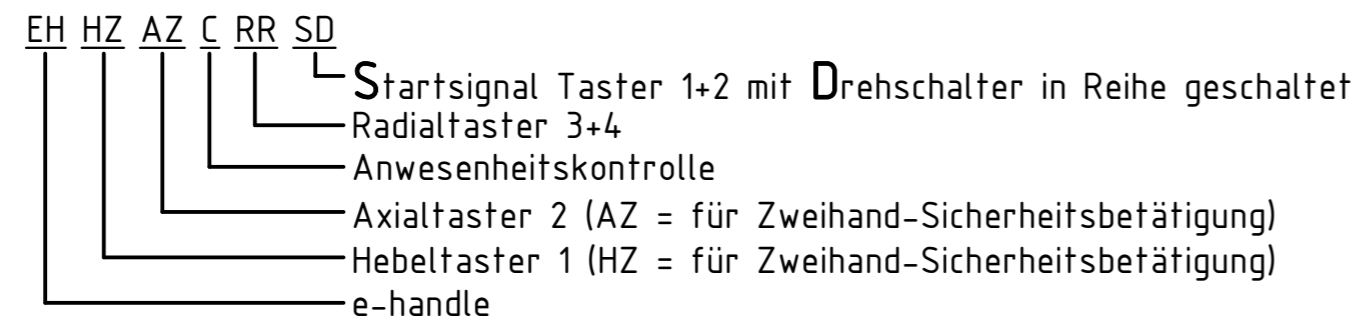 EH HZ AZ C RR SD
Startsignal Taster 1+2 mit Drehschalter in Reihe geschaltet
Radialtaster 3+4
Anwesenheitskontrolle
Axialtaster 2 (AZ = für Zweihand-Sicherheitsbetätigung)
Hebeltaster 1 (HZ = für Zweihand-Sicherheitsbetätigung)
e-handle